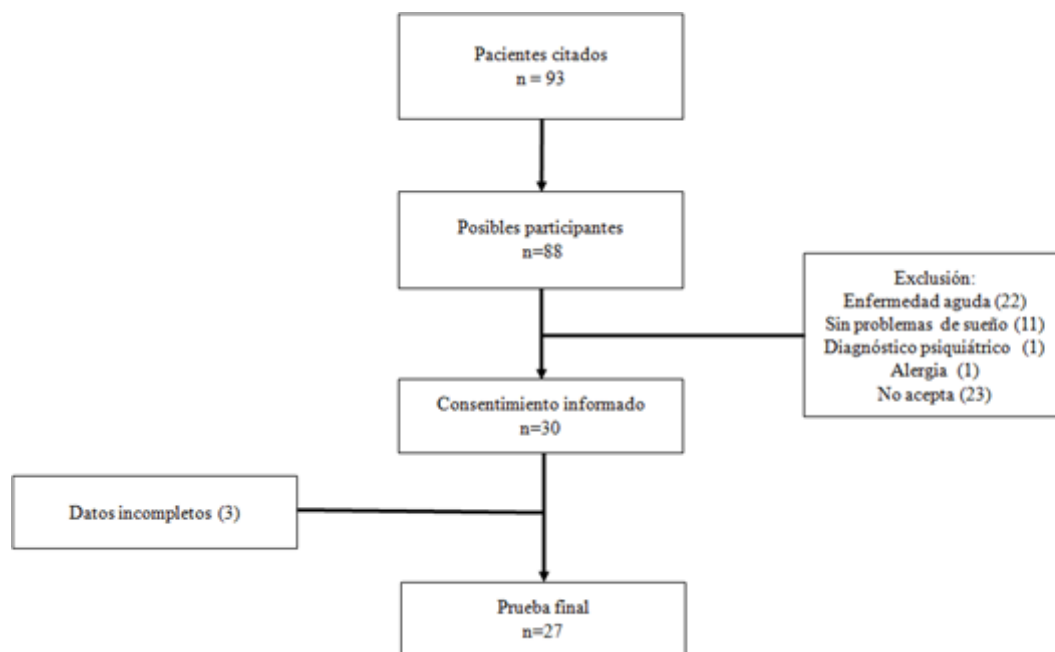 Pacientes citados
n = 93
Posibles participantes
n=88
Exclusión:
Enfermedad aguda (22)
Sin problemas de sueño (11)
Diagnóstico psiquiátrico (1)
Alergia (1)
No acepta (23)
Consentimiento informado
n=30
Datos incompletos (3)
Prueba final
n=27